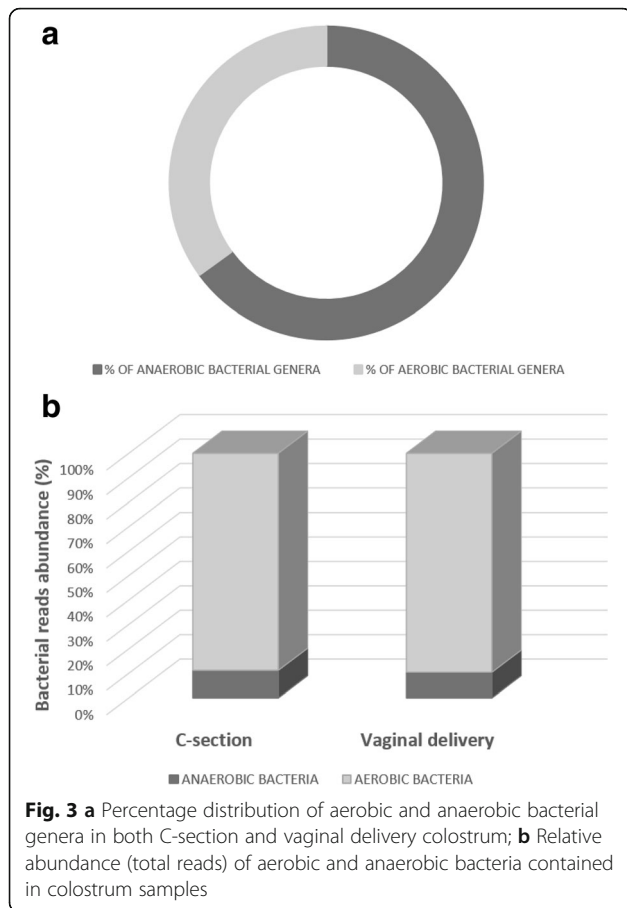 a
■% OF ANAEROBIC BACTERIAL GENERA ■% OF AEROBIC BACTERIAL GENERA
b
Bacterial reads abundance (%)
100%
90%
80%
70%
60%
50%
40%
30%
20%
10%
0%
C-section Vaginal delivery
■ANAEROBIC BACTERIA ■AEROBIC BACTERIA
Fig. 3 a Percentage distribution of aerobic and anaerobic bacterial
genera in both C-section and vaginal delivery colostrum; b Relative
abundance (total reads) of aerobic and anaerobic bacteria contained
in colostrum samples